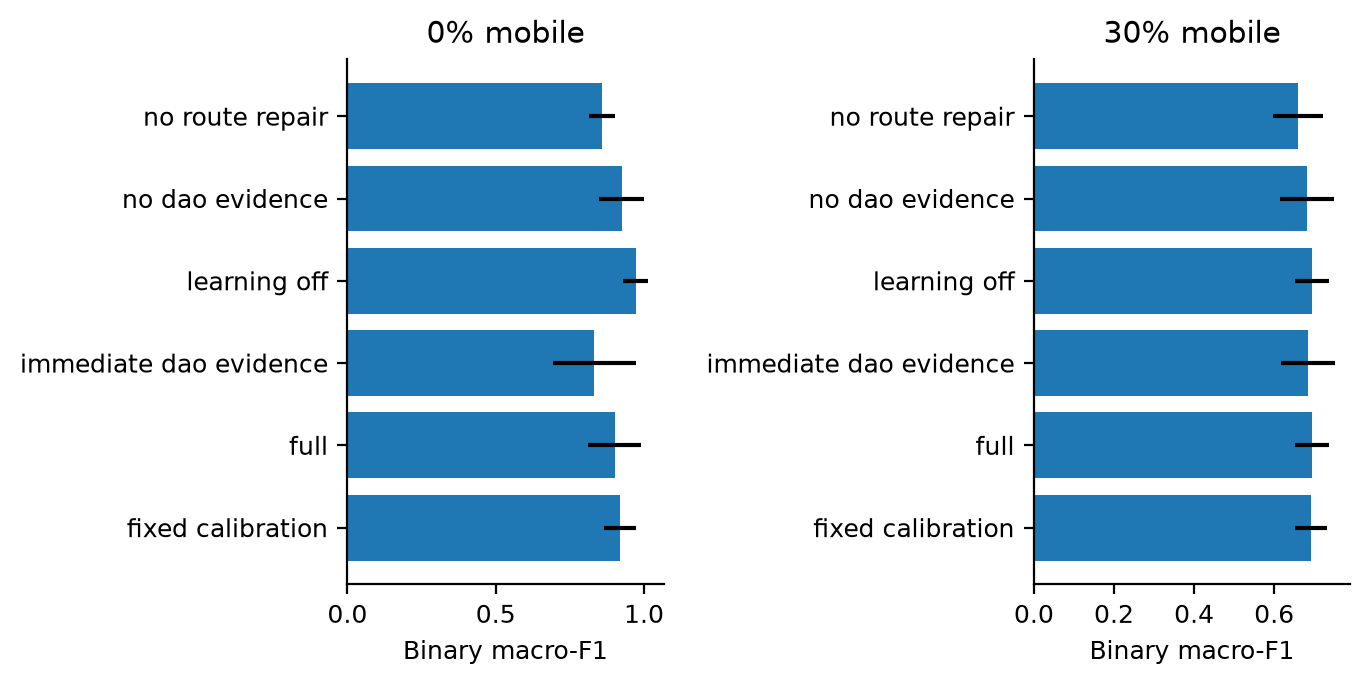 0% mobile
no route repair
no dao evidence
learning off
immediate dao evidence
full
fixed calibration
0.0 0.5 1.0
Binary macro-F1
30% mobile
no route repair
no dao evidence
learning off
immediate dao evidence
full
fixed calibration
0.0 0.2 0.4 0.6
Binary macro-F1